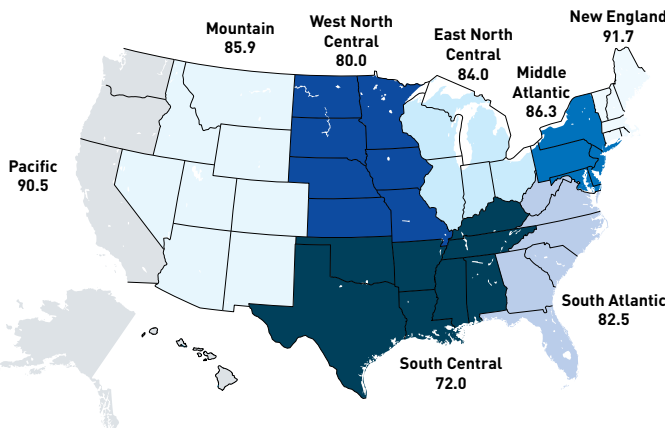 New England
91.7
West North
Central
80.0
Mountain
85.9
East North
Central
84.0
Middle
Atlantic
86.3
Pacific
90.5
South Atlantic
82.5
South Central
72.0